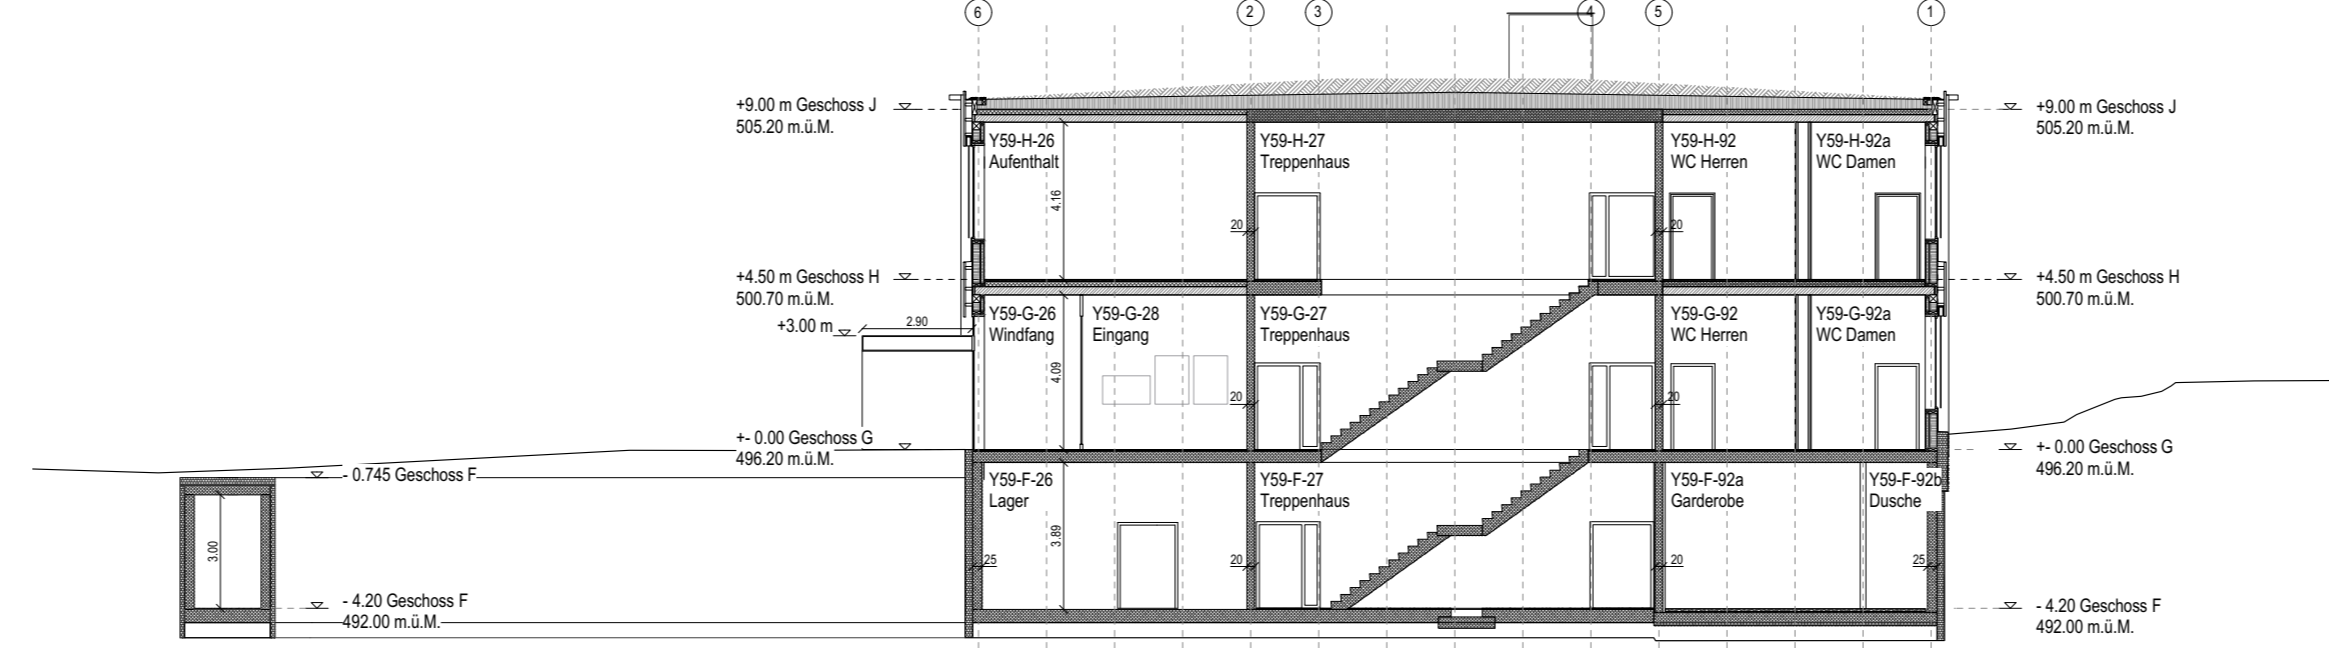 6
2
3
4
5
1
+9.00 m Geschoss J
505.20 m.ü.M.
+9.00 m Geschoss J
505.20 m.ü.M.
Y59-H-26
Aufenthalt
Y59-H-27
Treppenhaus
Y59-H-92
WC Herren
Y59-H-92a
WC Damen
4.16
20
20
+4.50 m Geschoss H
500.70 m.ü.M.
+4.50 m Geschoss H
500.70 m.ü.M.
+3.00 m
2.90
Y59-G-26
Windfang
Y59-G-28
Eingang
Y59-G-27
Treppenhaus
Y59-G-92
WC Herren
Y59-G-92a
WC Damen
4.09
20
20
+- 0.00 Geschoss G
496.20 m.ü.M.
+- 0.00 Geschoss G
496.20 m.ü.M.
- 0.745 Geschoss F
Y59-F-26
Lager
Y59-F-27
Treppenhaus
Y59-F-92a
Garderobe
Y59-F-92b
Dusche
3.00
3.89
25
20
20
25
- 4.20 Geschoss F
492.00 m.ü.M.
- 4.20 Geschoss F
492.00 m.ü.M.